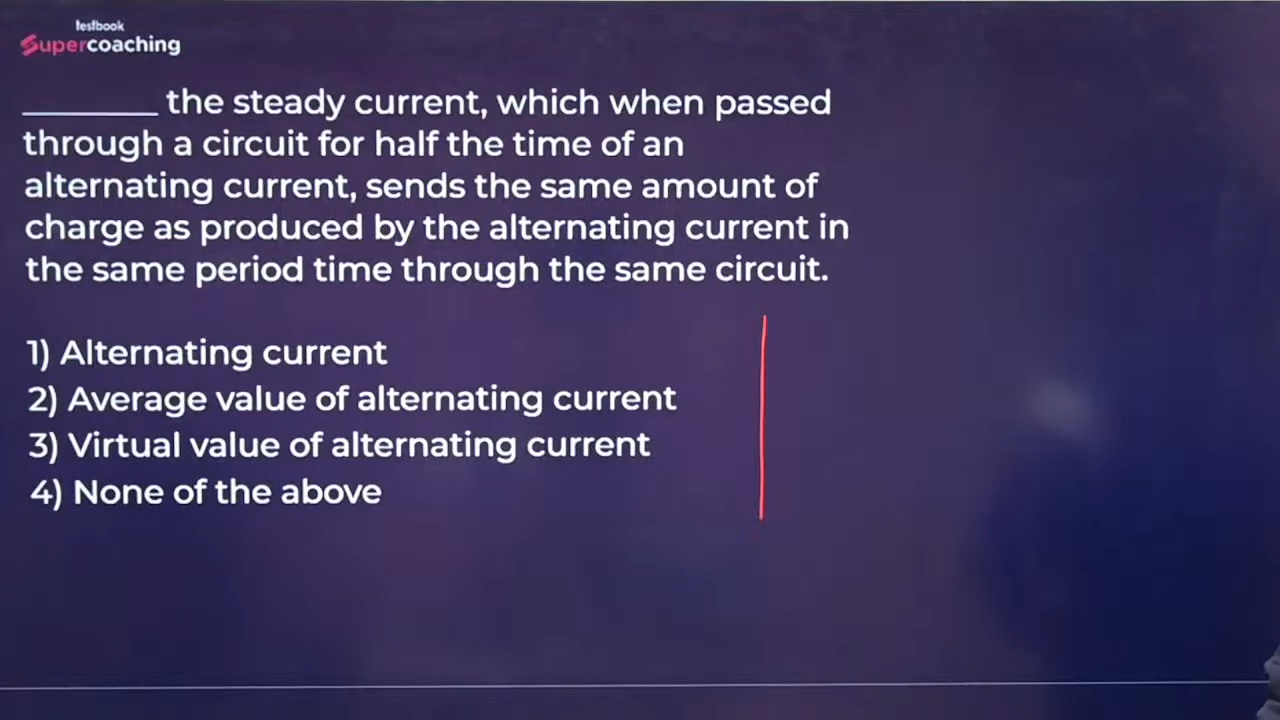 testbook
Supercoaching
________ the steady current, which when passed
through a circuit for half the time of an
alternating current, sends the same amount of
charge as produced by the alternating current in
the same period time through the same circuit.
1) Alternating current
2) Average value of alternating current
3) Virtual value of alternating current
4) None of the above